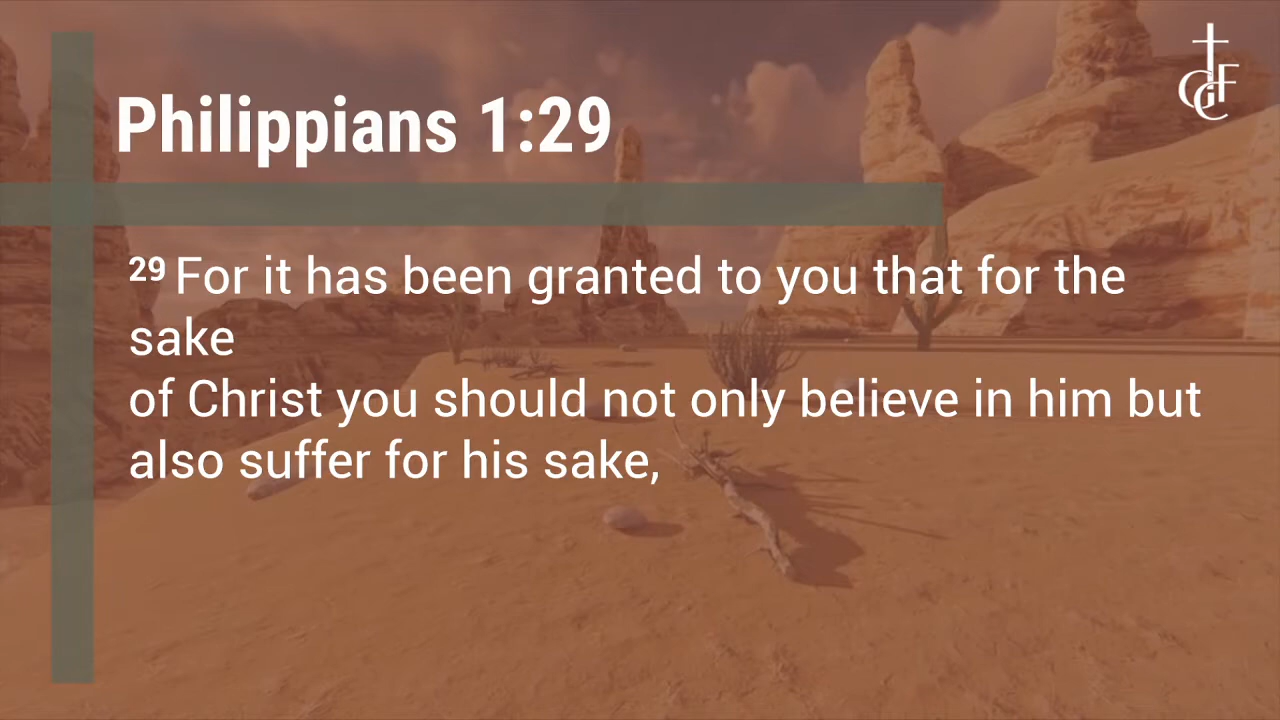 Philippians 1:29
29 For it has been granted to you that for the
sake
of Christ you should not only believe in him but
also suffer for his sake,